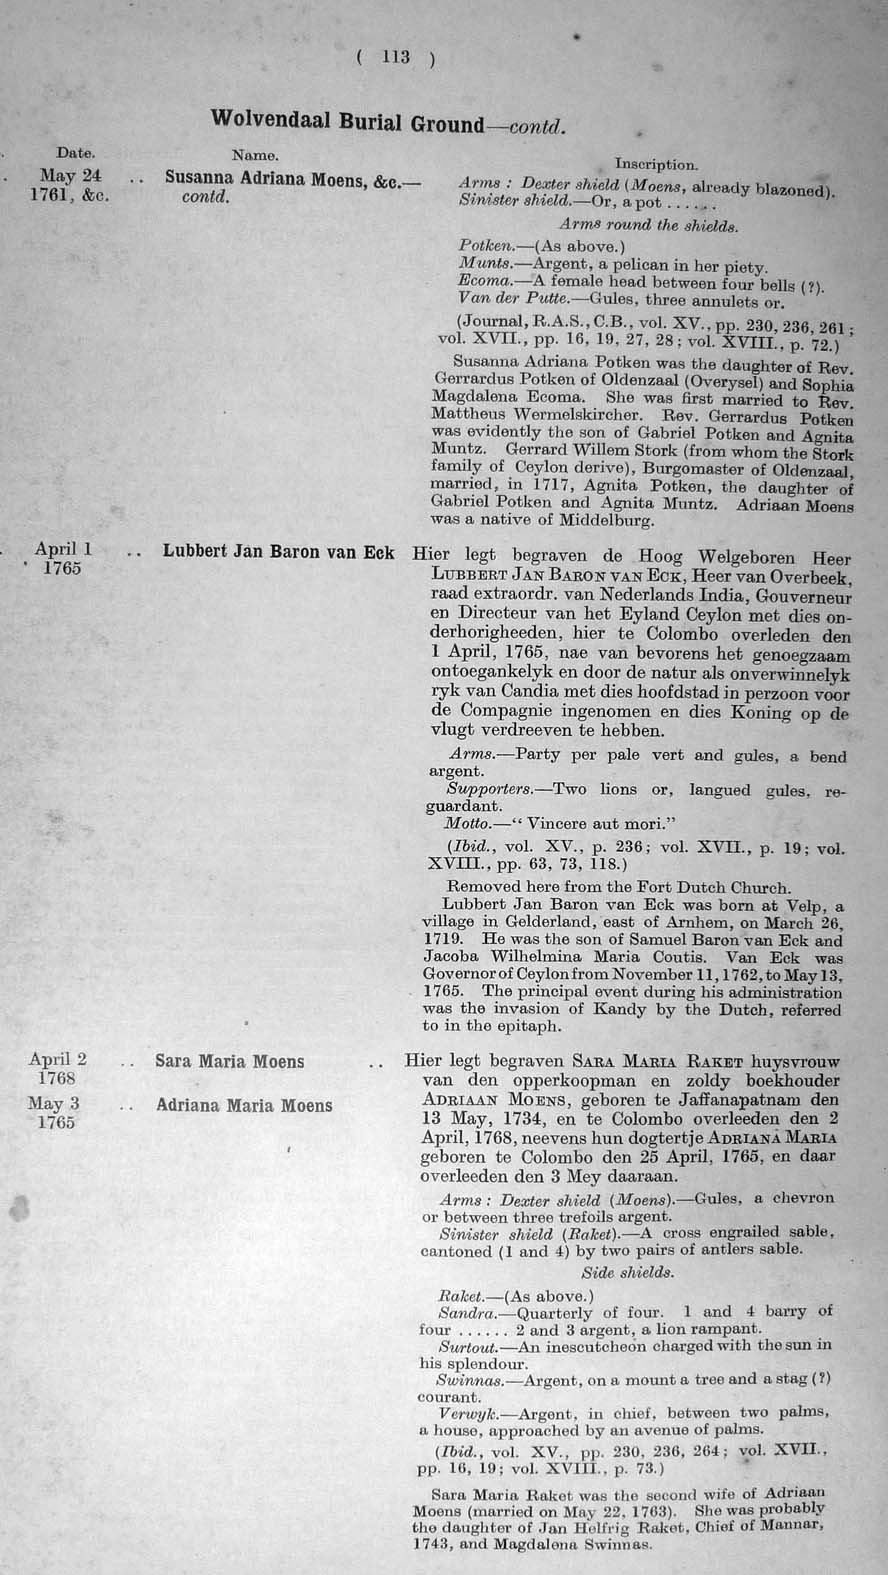 ( 113 )
Wolvendaal Burial Ground—contd.
Date. Name. Inscription.
May 24 .. Susanna Adriana Moens, &c.— Arms : Dexter shield (Moens, already blazoned).
1761, &c. contd. Sinister shield.—Or, a pot ......
Arms round the shields.
Potken.—(As above.)
Munts.—Argent, a pelican in her piety.
Ecoma.—A female head between four bells (?).
Van der Putte.—Gules, three annulets or.
(Journal, R.A.S., C.B., vol. XV., pp. 230, 236, 261 ;
vol. XVII., pp. 16, 19, 27, 28 ; vol. XVIII., p. 72.)
Susanna Adriana Potken was the daughter of Rev.
Gerrardus Potken of Oldenzaal (Overysel) and Sophia
Magdalena Ecoma. She was first married to Rev.
Mattheus Wermelskircher. Rev. Gerrardus Potken
was evidently the son of Gabriel Potken and Agnita
Muntz. Gerrard Willem Stork (from whom the Stork
family of Ceylon derive), Burgomaster of Oldenzaal,
married, in 1717, Agnita Potken, the daughter of
Gabriel Potken and Agnita Muntz. Adriaan Moens
was a native of Middelburg.
April 1 .. Lubbert Jan Baron van Eck Hier legt begraven de Hoog Welgeboren Heer
1765 LUBBERT JAN BARON VAN ECK, Heer van Overbeek,
raad extraordr. van Nederlands India, Gouverneur
en Directeur van het Eyland Ceylon met dies on-
derhorigheeden, hier te Colombo overleden den
1 April, 1765, nae van bevorens het genoegzaam
ontoegankelyk en door de natur als onverwinnelyk
ryk van Candia met dies hoofdstad in perzoon voor
de Compagnie ingenomen en dies Koning op de
vlugt verdreeven te hebben.
Arms.—Party per pale vert and gules, a bend
argent.
Supporters.—Two lions or, langued gules, re-
guardant.
Motto.—“ Vincere aut mori.”
(Ibid., vol. XV., p. 236; vol. XVII., p. 19; vol.
XVIII., pp. 63, 73, 118.)
Removed here from the Fort Dutch Church.
Lubbert Jan Baron van Eck was born at Velp, a
village in Gelderland, east of Arnhem, on March 26,
1719. He was the son of Samuel Baron van Eck and
Jacoba Wilhelmina Maria Coutis. Van Eck was
Governor of Ceylon from November 11, 1762, to May 13,
1765. The principal event during his administration
was the invasion of Kandy by the Dutch, referred
to in the epitaph.
April 2 .. Sara Maria Moens .. Hier legt begraven SARA MARIA RAKET huysvrouw
1768 van den opperkoopman en zoldy boekhouder
May 3 .. Adriana Maria Moens ADRIAAN MOENS, geboren te Jaffanapatnam den
1765 13 May, 1734, en te Colombo overleeden den 2
April, 1768, neevens hun dogtertje ADRIANA MARIA
geboren te Colombo den 25 April, 1765, en daar
overleeden den 3 Mey daaraan.
Arms : Dexter shield (Moens).—Gules, a chevron
or between three trefoils argent.
Sinister shield (Raket).—A cross engrailed sable,
cantoned (1 and 4) by two pairs of antlers sable.
Side shields.
Raket.—(As above.)
Sandra.—Quarterly of four. 1 and 4 barry of
four ...... 2 and 3 argent, a lion rampant.
Surtout.—An inescutcheon charged with the sun in
his splendour.
Swinnas.—Argent, on a mount a tree and a stag (?)
courant.
Verwyk.—Argent, in chief, between two palms,
a house, approached by an avenue of palms.
(Ibid., vol. XV., pp. 230, 236, 264; vol. XVII.,
pp. 16, 19; vol. XVIII., p. 73.)
Sara Maria Raket was the second wife of Adriaan
Moens (married on May 22, 1763). She was probably
the daughter of Jan Helfrig Raket, Chief of Mannar,
1743, and Magdalena Swinnas.